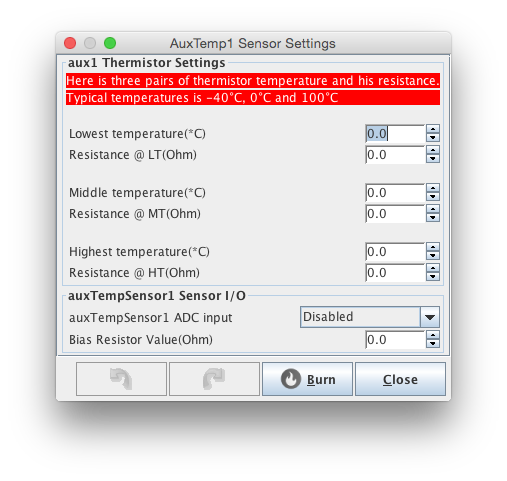 AuxTemp1 Sensor Settings
aux1 Thermistor Settings
Here is three pairs of thermistor temperature and his resistance.
Typical temperatures is -40°C, 0°C and 100°C
Lowest temperature(*C) 0.0
Resistance @ LT(Ohm) 0.0
Middle temperature(*C) 0.0
Resistance @ MT(Ohm) 0.0
Highest temperature(*C) 0.0
Resistance @ HT(Ohm) 0.0
auxTempSensor1 Sensor I/O
auxTempSensor1 ADC input Disabled
Bias Resistor Value(Ohm) 0.0
Burn Close